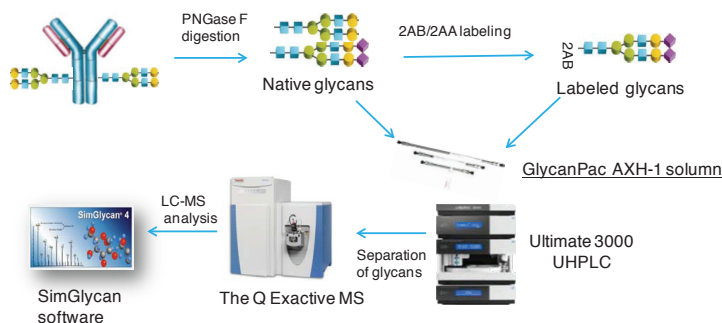 PNGase F
digestion
2AB/2AA labeling
2AB
Native glycans
Labeled glycans
GlycanPac AXH-1 solumn
LC-MS
analysis
SimGlycan® 4
Separation
of glycans
Ultimate 3000
UHPLC
The Q Exactive MS
SimGlycan
software